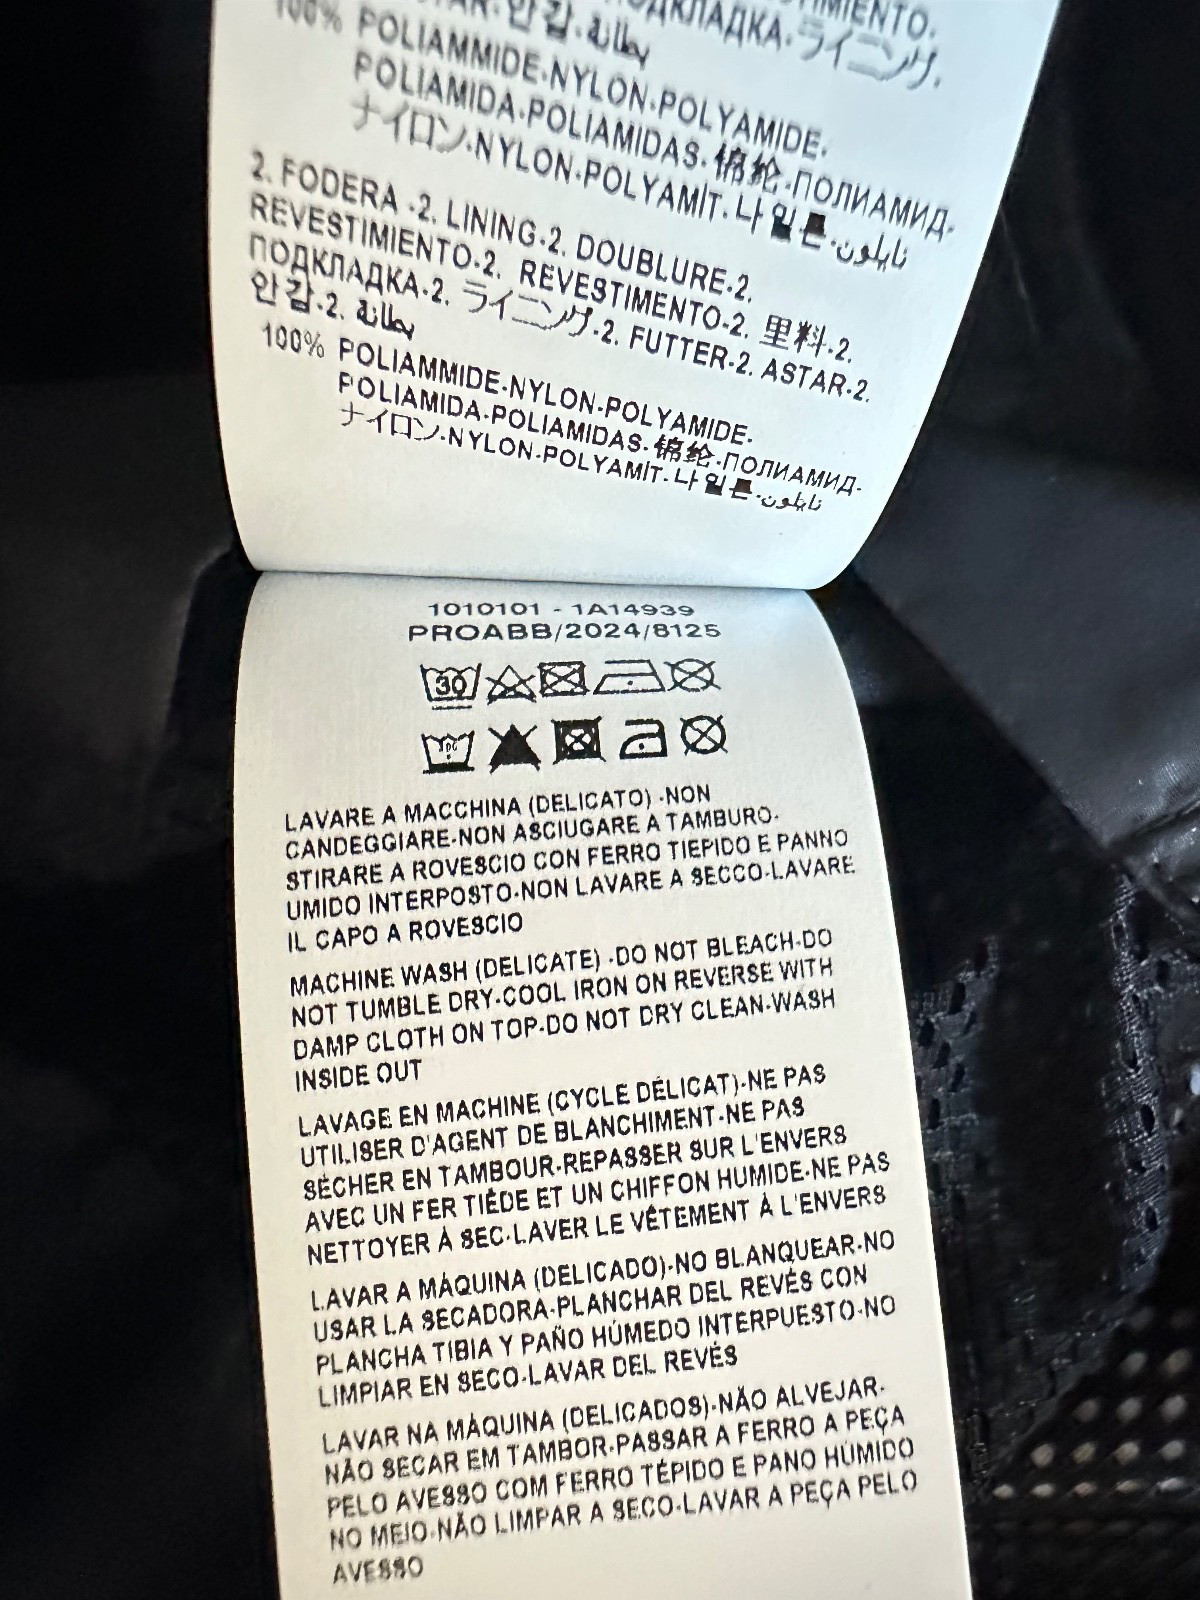 TIMIENTO.
ПОДКЛАДКА·ライニング·
안감·بطانة
100% POLIAMMIDE·NYLON·POLYAMIDE·
POLIAMIDA·POLIAMIDAS·锦纶·ПОЛИАМИД·
ナイロン·NYLON·POLYAMİT·나일론·نايلون
2. FODERA ·2. LINING·2. DOUBLURE·2.
REVESTIMIENTO·2. REVESTIMENTO·2. 里料·2.
ПОДКЛАДКА·2. ライニング·2. FUTTER·2. ASTAR·2.
안감·2. بطانة
100% POLIAMMIDE·NYLON·POLYAMIDE·
POLIAMIDA·POLIAMIDAS·锦纶·ПОЛИАМИД·
ナイロン·NYLON·POLYAMİT·나일론·نايلون
1010101 - 1A14939
PROABB/2024/8125
30
LAVARE A MACCHINA (DELICATO) ·NON
CANDEGGIARE·NON ASCIUGARE A TAMBURO·
STIRARE A ROVESCIO CON FERRO TIEPIDO E PANNO
UMIDO INTERPOSTO·NON LAVARE A SECCO·LAVARE
IL CAPO A ROVESCIO
MACHINE WASH (DELICATE) ·DO NOT BLEACH·DO
NOT TUMBLE DRY·COOL IRON ON REVERSE WITH
DAMP CLOTH ON TOP·DO NOT DRY CLEAN·WASH
INSIDE OUT
LAVAGE EN MACHINE (CYCLE DÉLICAT)·NE PAS
UTILISER D'AGENT DE BLANCHIMENT·NE PAS
SÉCHER EN TAMBOUR·REPASSER SUR L'ENVERS
AVEC UN FER TIÈDE ET UN CHIFFON HUMIDE·NE PAS
NETTOYER À SEC·LAVER LE VÊTEMENT À L'ENVERS
LAVAR A MÁQUINA (DELICADO)·NO BLANQUEAR·NO
USAR LA SECADORA·PLANCHAR DEL REVÉS CON
PLANCHA TIBIA Y PAÑO HÚMEDO INTERPUESTO·NO
LIMPIAR EN SECO·LAVAR DEL REVÉS
LAVAR NA MÁQUINA (DELICADOS)·NÃO ALVEJAR·
NÃO SECAR EM TAMBOR·PASSAR A FERRO A PEÇA
PELO AVESSO COM FERRO TÉPIDO E PANO HÚMIDO
NO MEIO·NÃO LIMPAR A SECO·LAVAR A PEÇA PELO
AVESSO